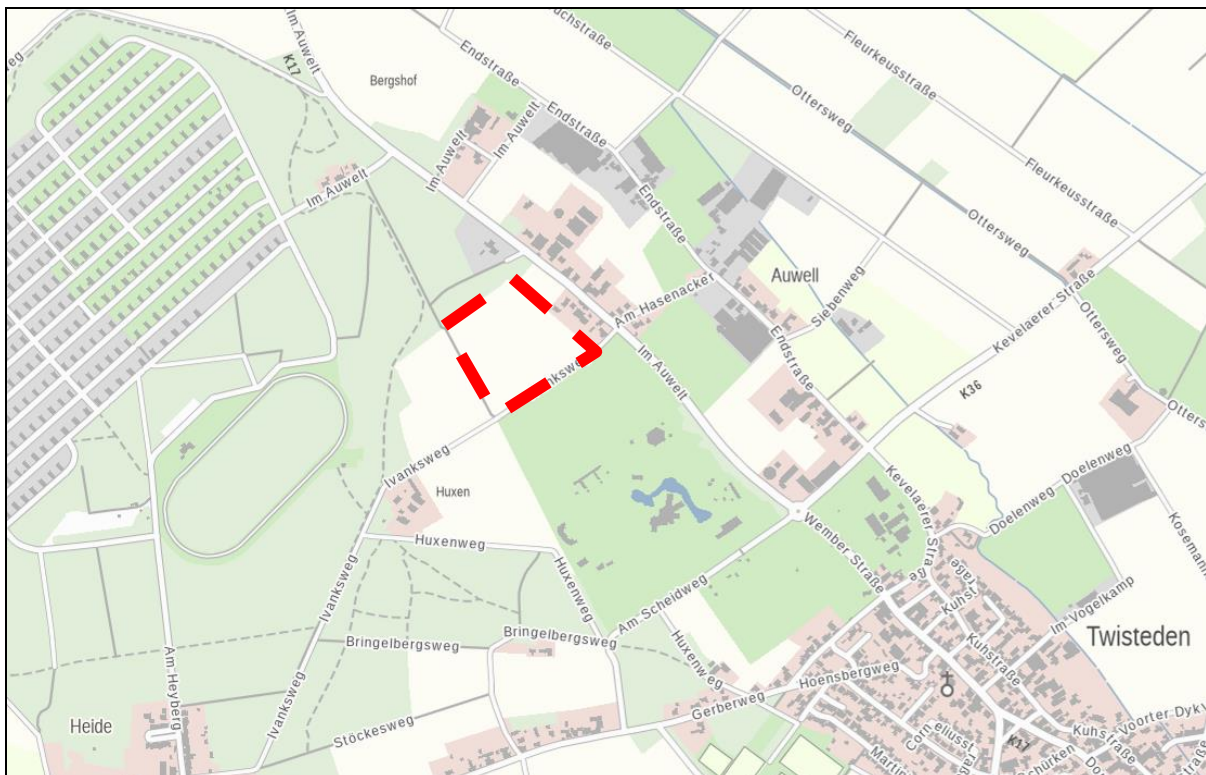 Im Auwelt
K17
Bergshof
Endstraße
Fleurkeusstraße
Ottersweg
Endstraße
Im Auwelt
Im Auwelt
Im Auwelt
Endstraße
Fleurkeusstraße
Ottersweg
Auwell
Am Hasenacker
Siebenweg
Kevelaerer Straße
Ottersweg
Im Auwelt
Endstraße
K36
Ivanksweg
Huxen
Kevelaerer Straße
Doelenweg
Doelenweg
Huxenweg
Wember Straße
Huxenweg
Am Scheidweg
Ivanksweg
Kuhst
Im Vogelkamp
Bringelbergsweg
Bringelbergsweg
Twisteden
Huxenweg
Hoensbergweg
Kuhstraße
Am Heyberg
Gerberweg
Ivanksweg
Heide
Stöckesweg
Voorter Dyk
Kuhstraße
K17